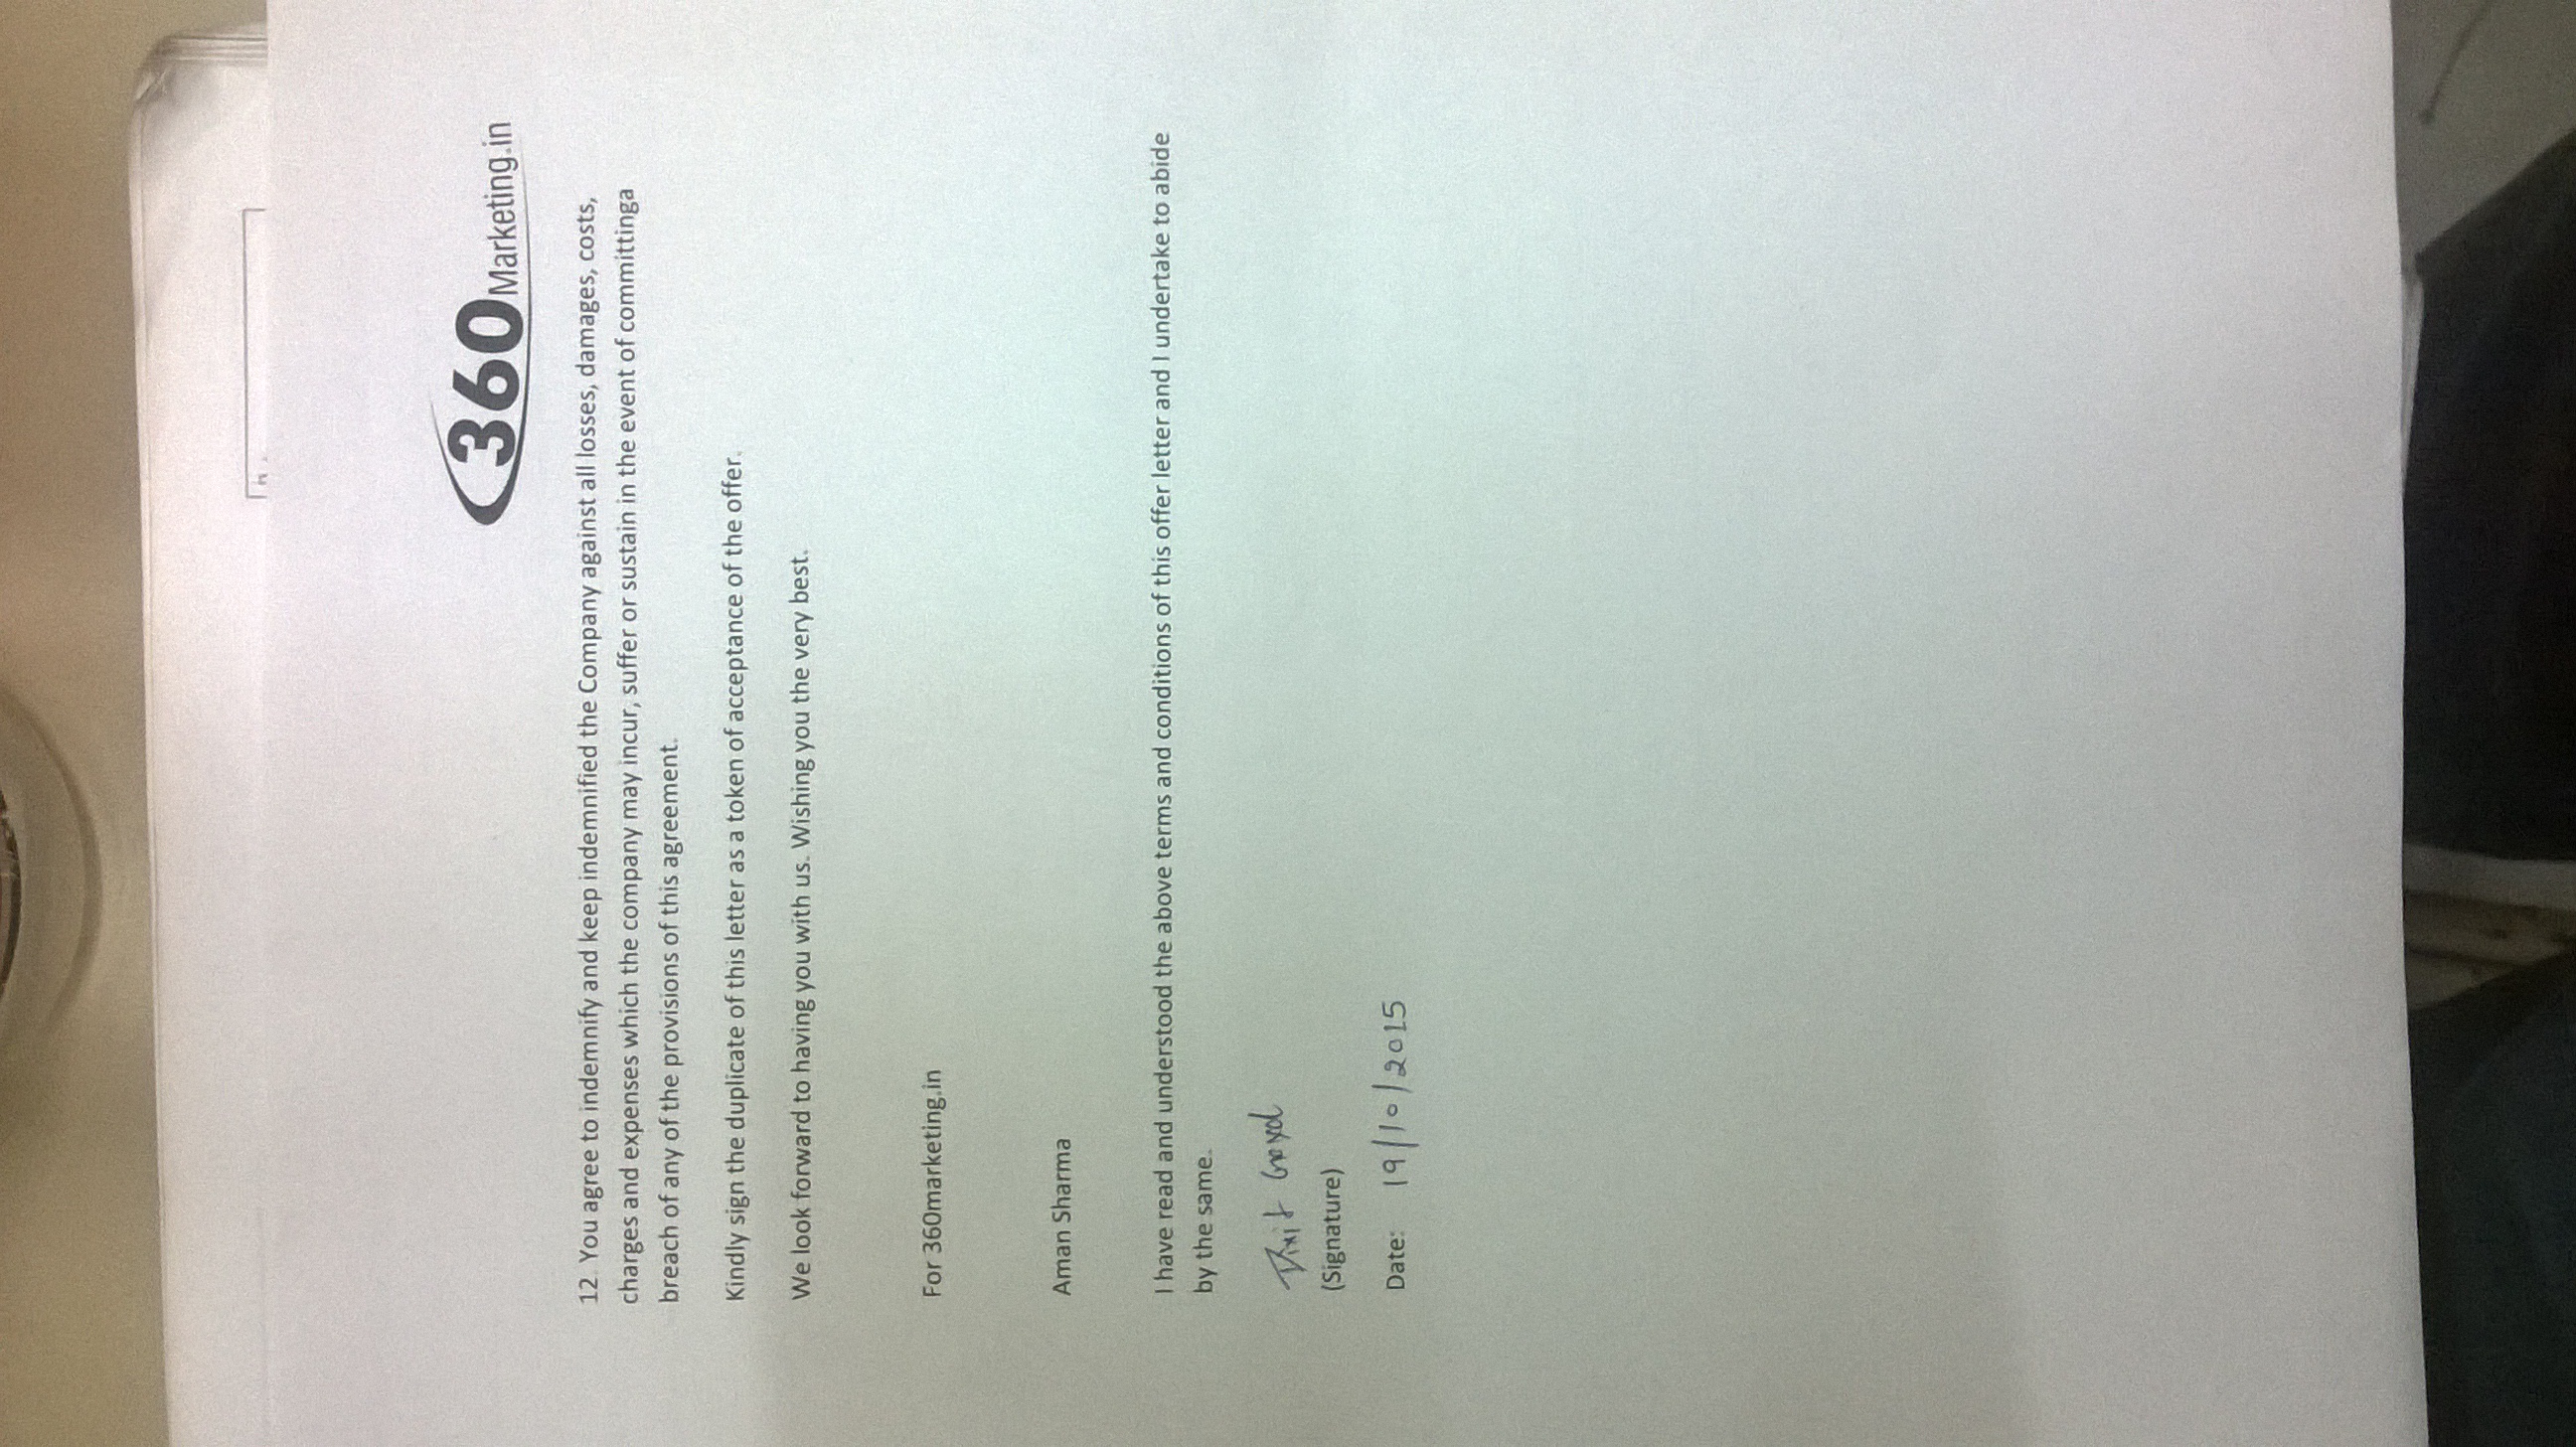 360Marketing.in
12. You agree to indemnify and keep indemnified the Company against all losses, damages, costs,
charges and expenses which the company may incur, suffer or sustain in the event of committinga
breach of any of the provisions of this agreement.
Kindly sign the duplicate of this letter as a token of acceptance of the offer.
We look forward to having you with us. Wishing you the very best.
For 360marketing.in
Aman Sharma
I have read and understood the above terms and conditions of this offer letter and I undertake to abide
by the same.
(Signature)
Date: 19/10/2015